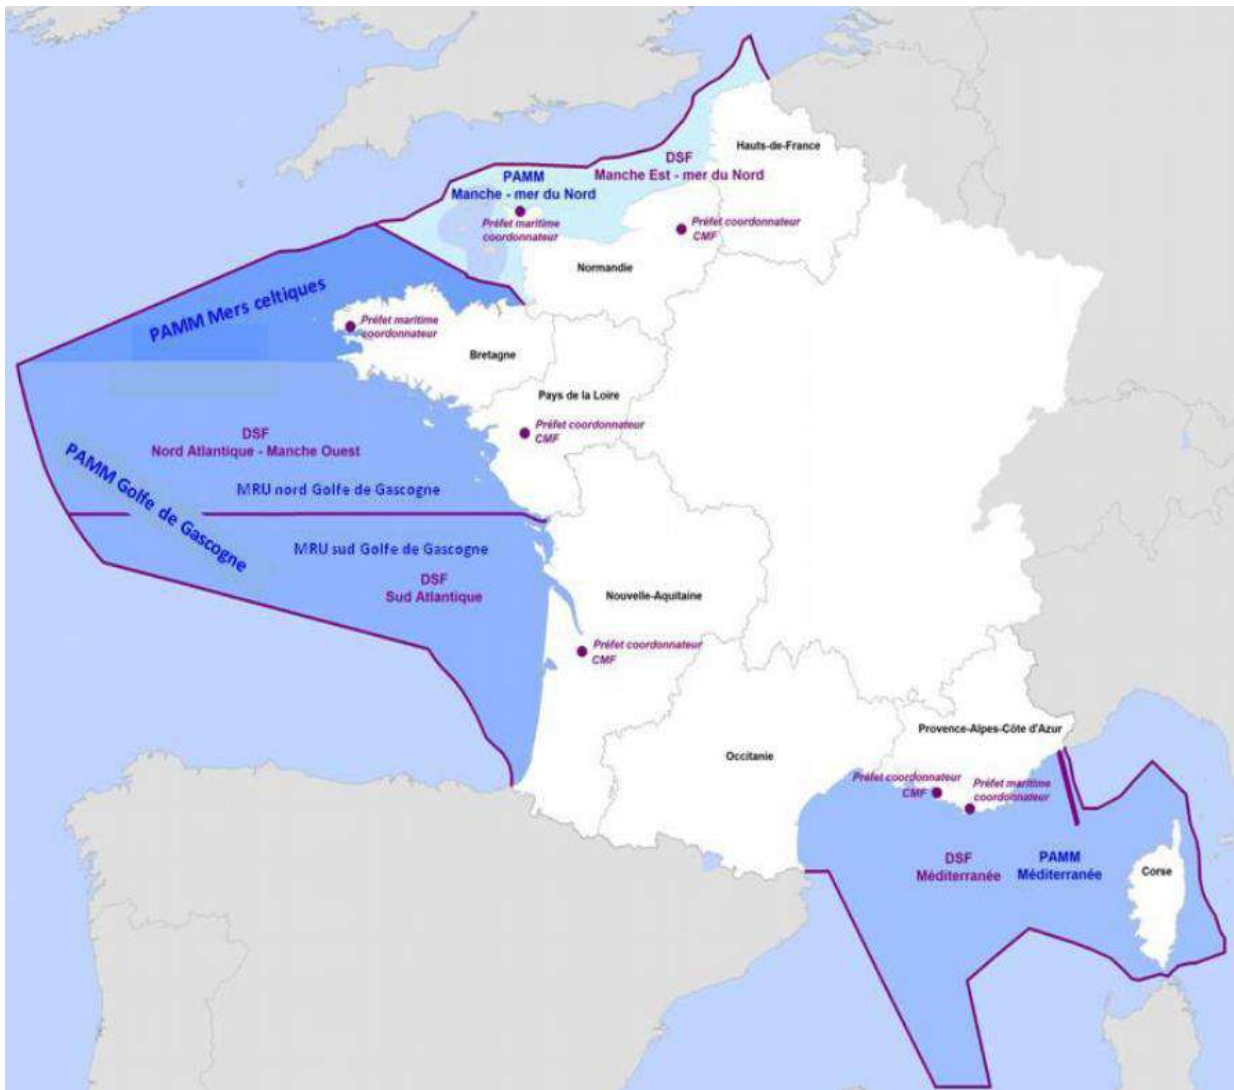 Hauts-de-France
DSF
Manche Est - mer du Nord
PAMM
Manche - mer du Nord
Préfet maritime
coordonnateur
Préfet coordonnateur
CMF
Normandie
PAMM Mers celtiques
Préfet maritime
coordonnateur
Bretagne
Pays de la Loire
Préfet coordonnateur
CMF
DSF
Nord Atlantique - Manche Ouest
PAMM Golfe de Gascogne
MRU nord Golfe de Gascogne
MRU sud Golfe de Gascogne
DSF
Sud Atlantique
Nouvelle-Aquitaine
Préfet coordonnateur
CMF
Occitanie
Provence-Alpes-Côte d'Azur
Préfet coordonnateur
CMF
Préfet maritime
coordonnateur
DSF
Méditerranée
PAMM
Méditerranée
Corse